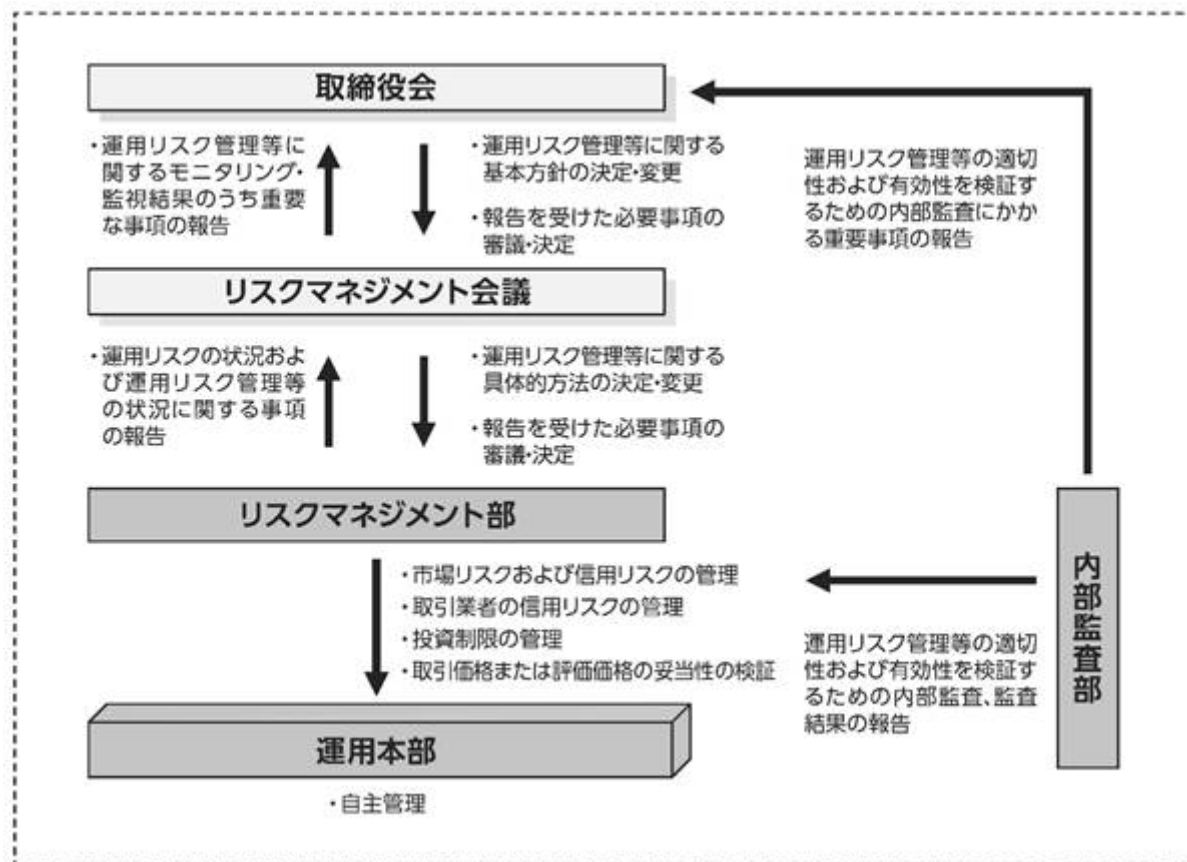 取締役会
・運用リスク管理等に
関するモニタリング・
監視結果のうち重要
な事項の報告
・運用リスク管理等に関する
基本方針の決定・変更
・報告を受けた必要事項の
審議・決定
運用リスク管理等の適切
性および有効性を検証す
るための内部監査にかか
る重要事項の報告
リスクマネジメント会議
・運用リスクの状況およ
び運用リスク管理等
の状況に関する事項
の報告
・運用リスク管理等に関する
具体的方法の決定・変更
・報告を受けた必要事項の
審議・決定
リスクマネジメント部
・市場リスクおよび信用リスクの管理
・取引業者の信用リスクの管理
・投資制限の管理
・取引価格または評価価格の妥当性の検証
運用リスク管理等の適切
性および有効性を検証す
るための内部監査、監査
結果の報告
内部監査部
運用本部
・自主管理